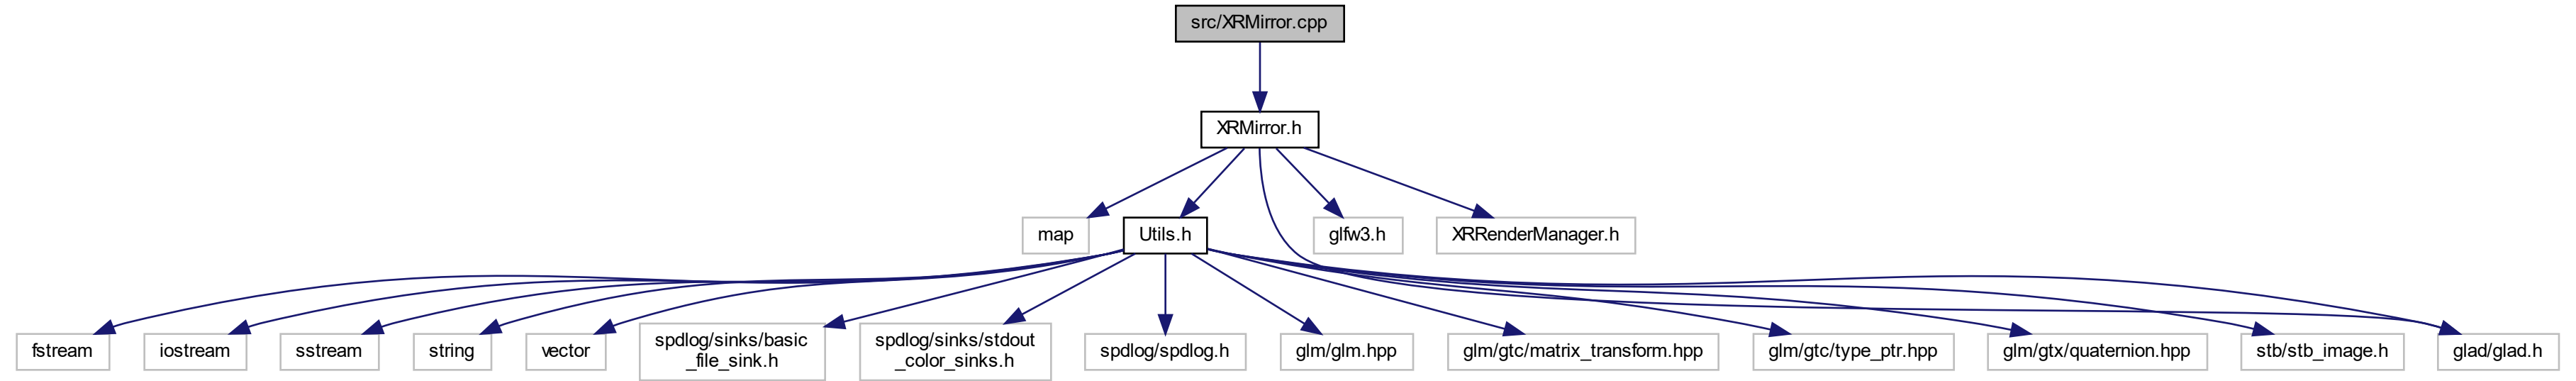 src/XRMirror.cpp
XRMirror.h
map
Utils.h
glfw3.h
XRRenderManager.h
fstream
iostream
sstream
string
vector
spdlog/sinks/basic
_file_sink.h
spdlog/sinks/stdout
_color_sinks.h
spdlog/spdlog.h
glm/glm.hpp
glm/gtc/matrix_transform.hpp
glm/gtc/type_ptr.hpp
glm/gtx/quaternion.hpp
stb/stb_image.h
glad/glad.h